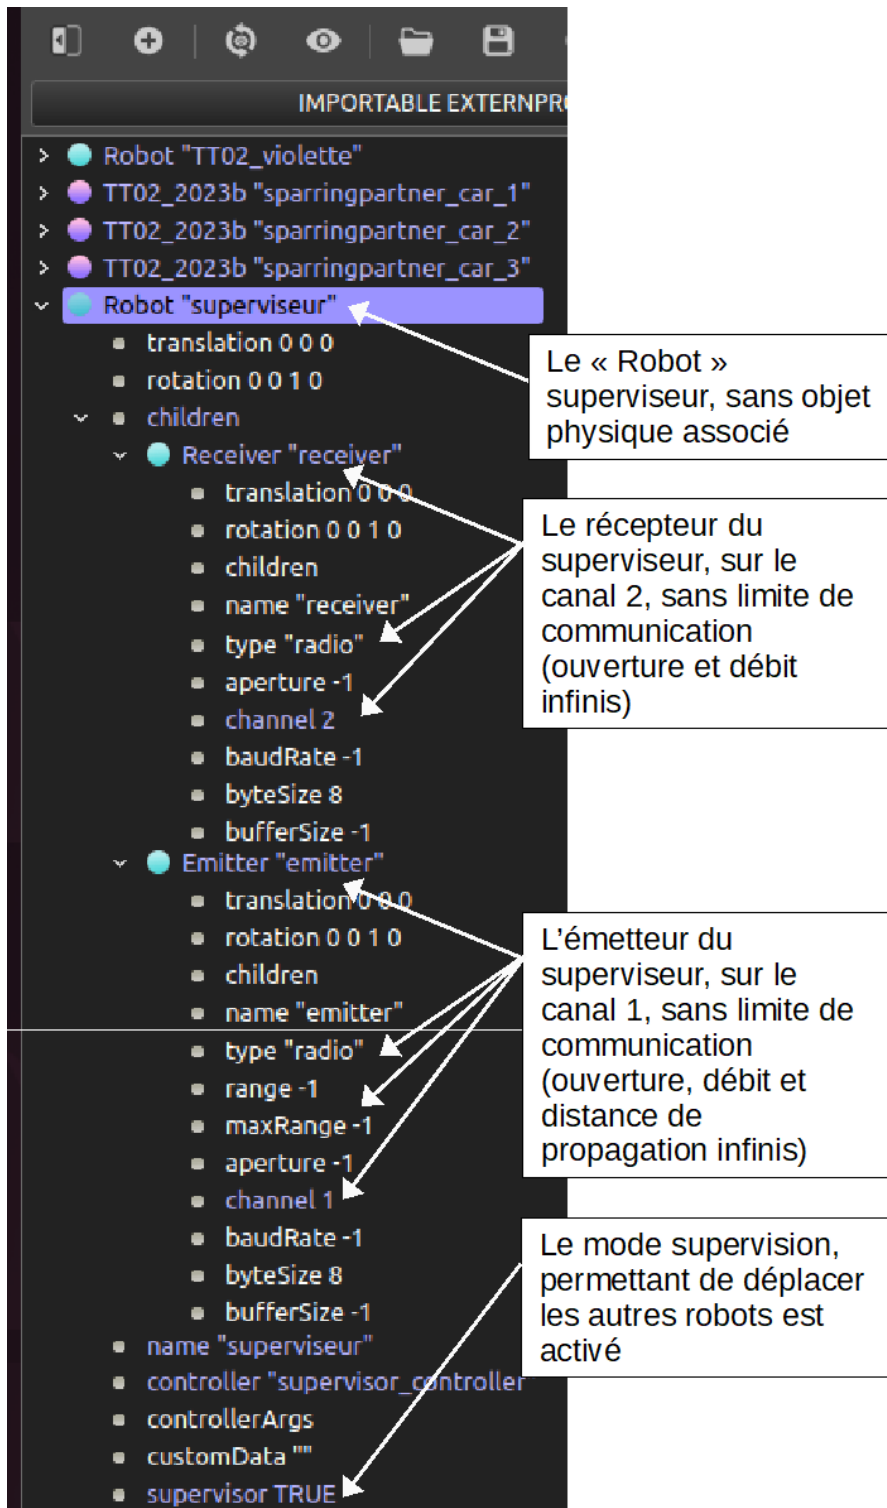 IMPORTABLE EXTERNPRO
Robot "TT02_violette"
TT02_2023b "sparringpartner_car_1"
TT02_2023b "sparringpartner_car_2"
TT02_2023b "sparringpartner_car_3"
Robot "superviseur"
translation 0 0 0
rotation 0 0 1 0
children
Receiver "receiver"
translation 0 0 0
rotation 0 0 1 0
children
name "receiver"
type "radio"
aperture -1
channel 2
baudRate -1
byteSize 8
bufferSize -1
Emitter "emitter"
translation 0 0 0
rotation 0 0 1 0
children
name "emitter"
type "radio"
range -1
maxRange -1
aperture -1
channel 1
baudRate -1
byteSize 8
bufferSize -1
name "superviseur"
controller "supervisor_controller
controllerArgs
customData ""
supervisor TRUE
Le « Robot »
superviseur, sans objet
physique associé
Le récepteur du
superviseur, sur le
canal 2, sans limite de
communication
(ouverture et débit
infinis)
L'émetteur du
superviseur, sur le
canal 1, sans limite de
communication
(ouverture, débit et
distance de
propagation infinis)
Le mode supervision,
permettant de déplacer
les autres robots est
activé